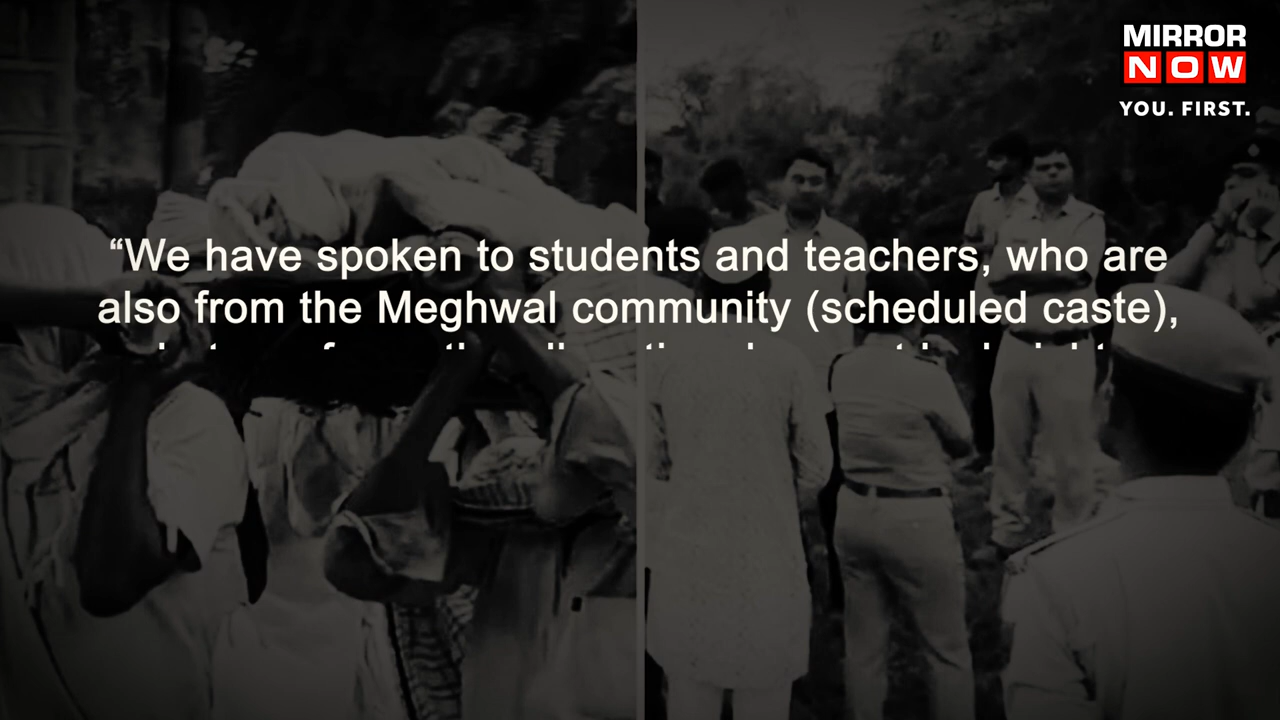 MIRROR
NOW
YOU. FIRST.
“We have spoken to students and teachers, who are
also from the Meghwal community (scheduled caste),